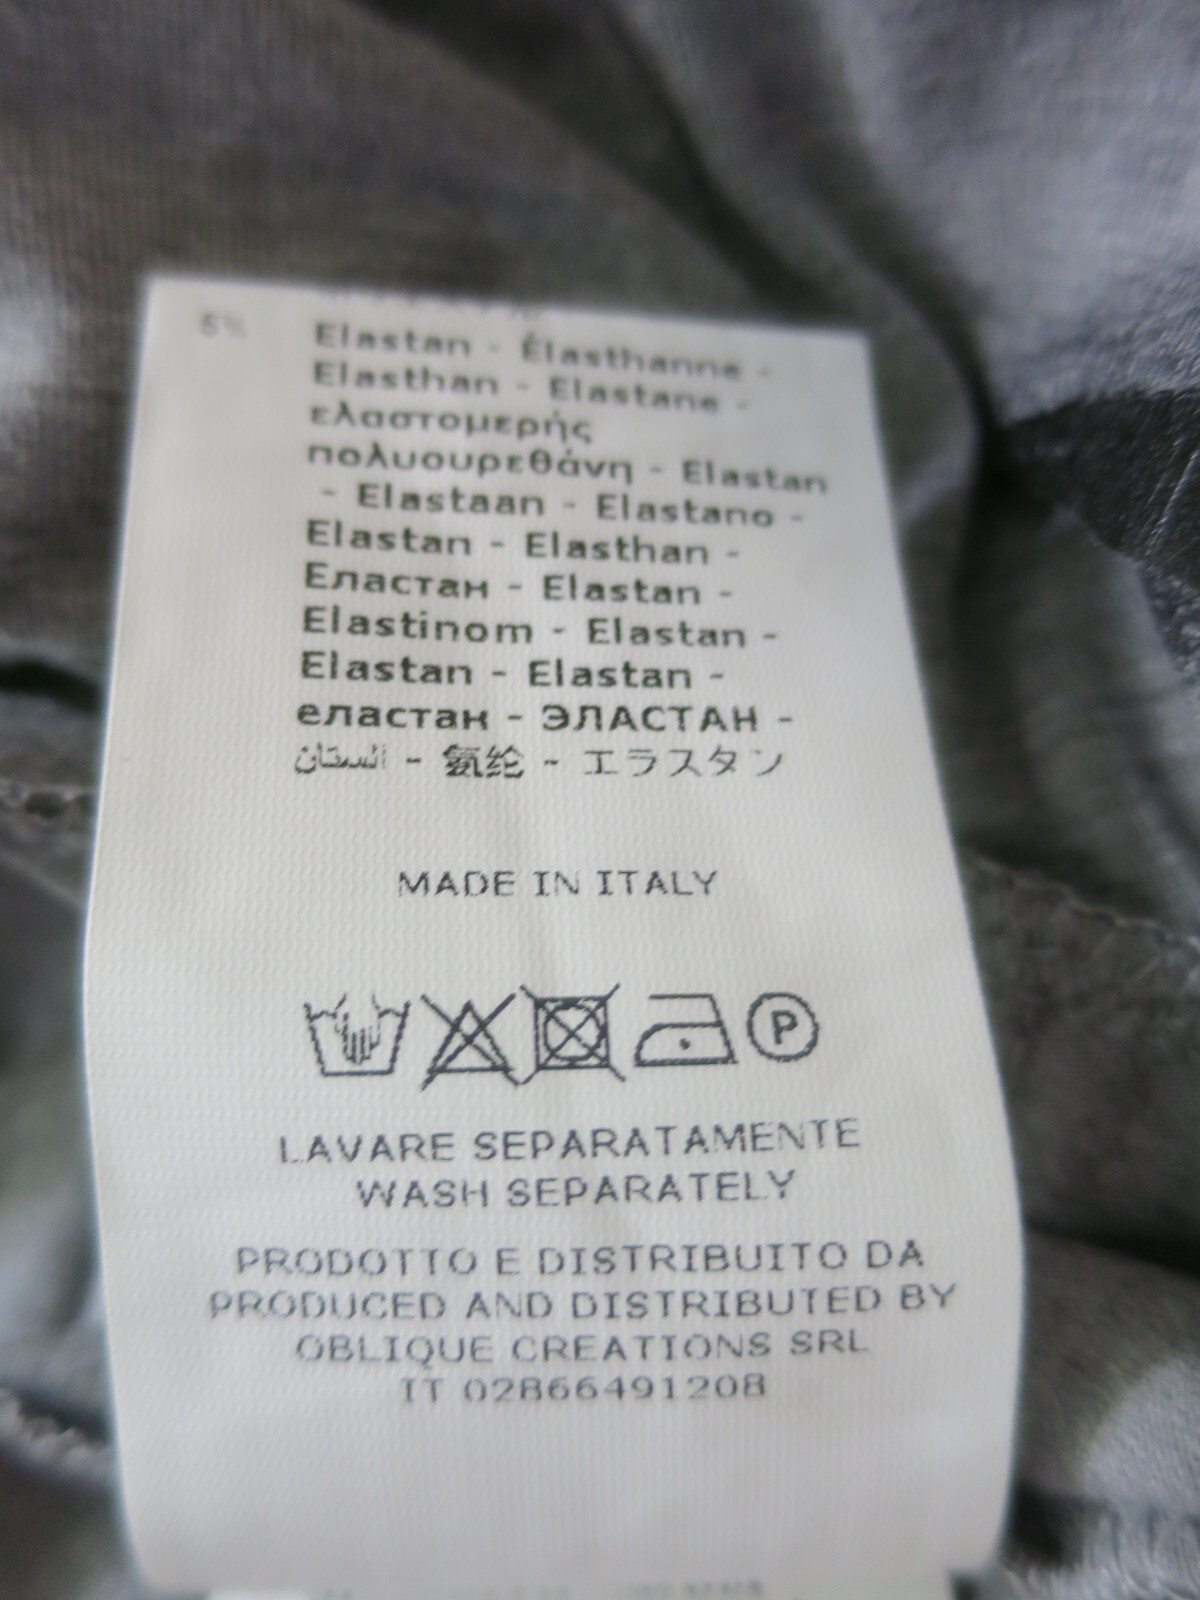 5% Elastan - Élasthanne -
Elasthan - Elastane -
ελαστομερής
πολυουρεθάνη - Elastan
- Elastaan - Elastano -
Elastan - Elasthan -
Еластан - Elastan -
Elastinom - Elastan -
Elastan - Elastan -
еластан - ЭЛАСТАН -
الستان - 氨纶 - エラスタン
MADE IN ITALY
P
LAVARE SEPARATAMENTE
WASH SEPARATELY
PRODOTTO E DISTRIBUITO DA
PRODUCED AND DISTRIBUTED BY
OBLIQUE CREATIONS SRL
IT 02866491208